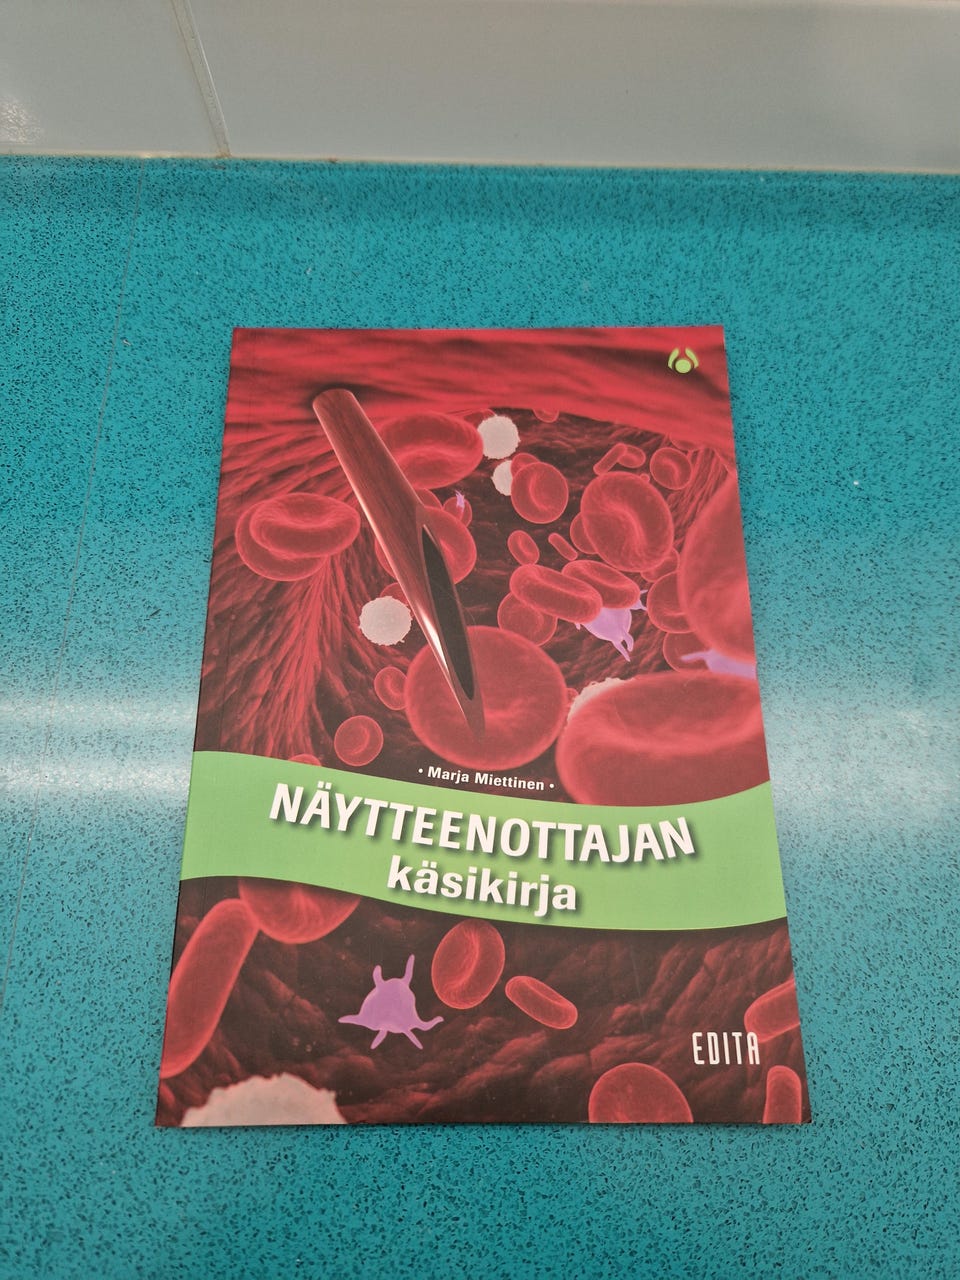 • Marja Miettinen •
NÄYTTEENOTTAJAN
käsikirja
EDITA